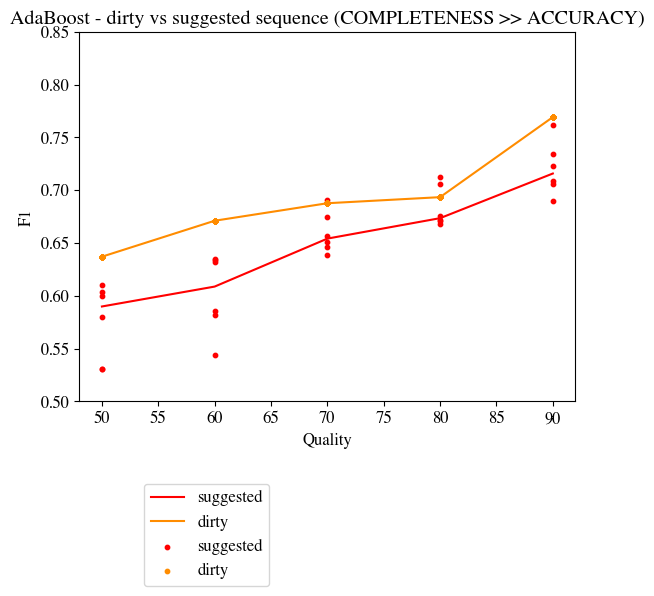 AdaBoost - dirty vs suggested sequence (COMPLETENESS >> ACCURACY)
0.85
0.80
0.75
0.70
0.65
0.60
0.55
0.50
F1
50 55 60 65 70 75 80 85 90
Quality
suggested
dirty
suggested
dirty